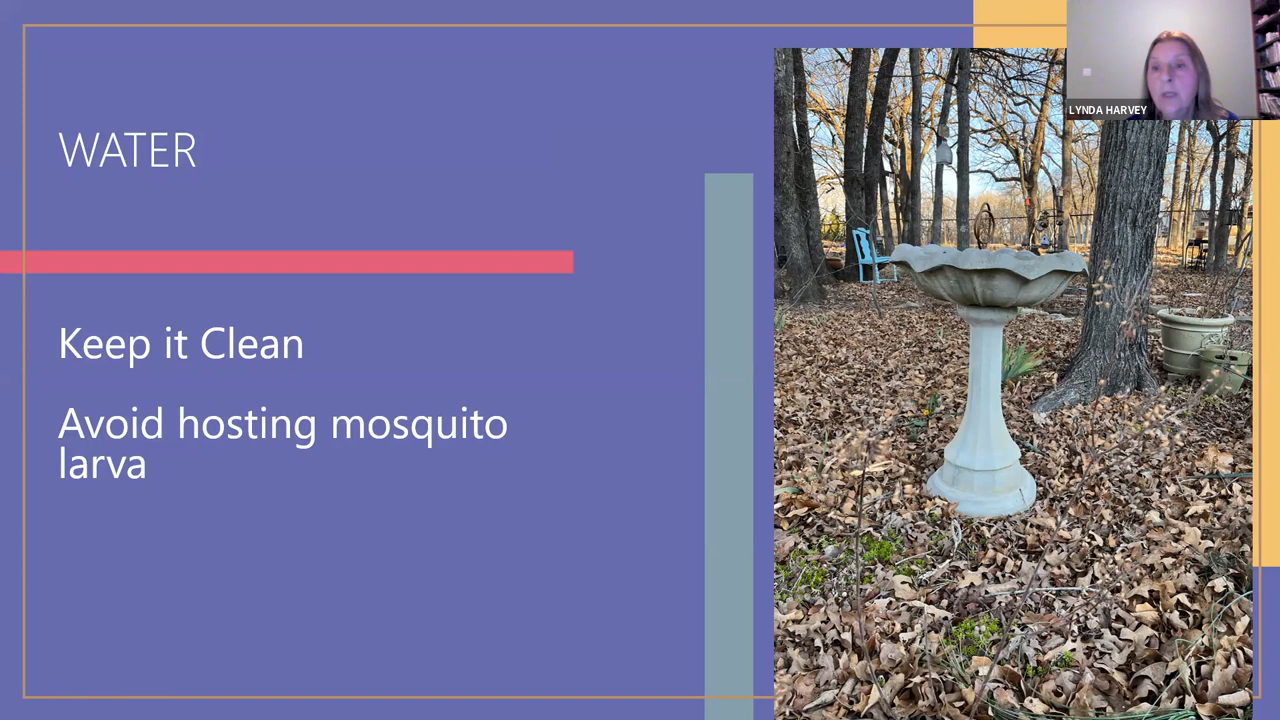 WATER
Keep it Clean
Avoid hosting mosquito
larva
LYNDA HARVEY